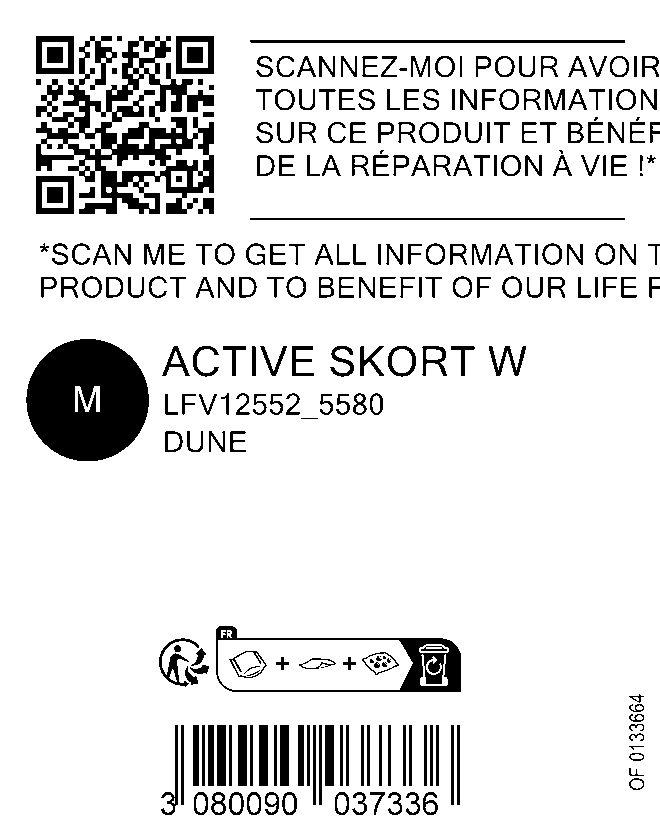 SCANNEZ-MOI POUR AVOIR
TOUTES LES INFORMATION
SUR CE PRODUIT ET BÉNÉF
DE LA RÉPARATION À VIE !*
*SCAN ME TO GET ALL INFORMATION ON T
PRODUCT AND TO BENEFIT OF OUR LIFE
M
ACTIVE SKORT W
LFV12552_5580
DUNE
FR
3 080090 037336
OF 0133664